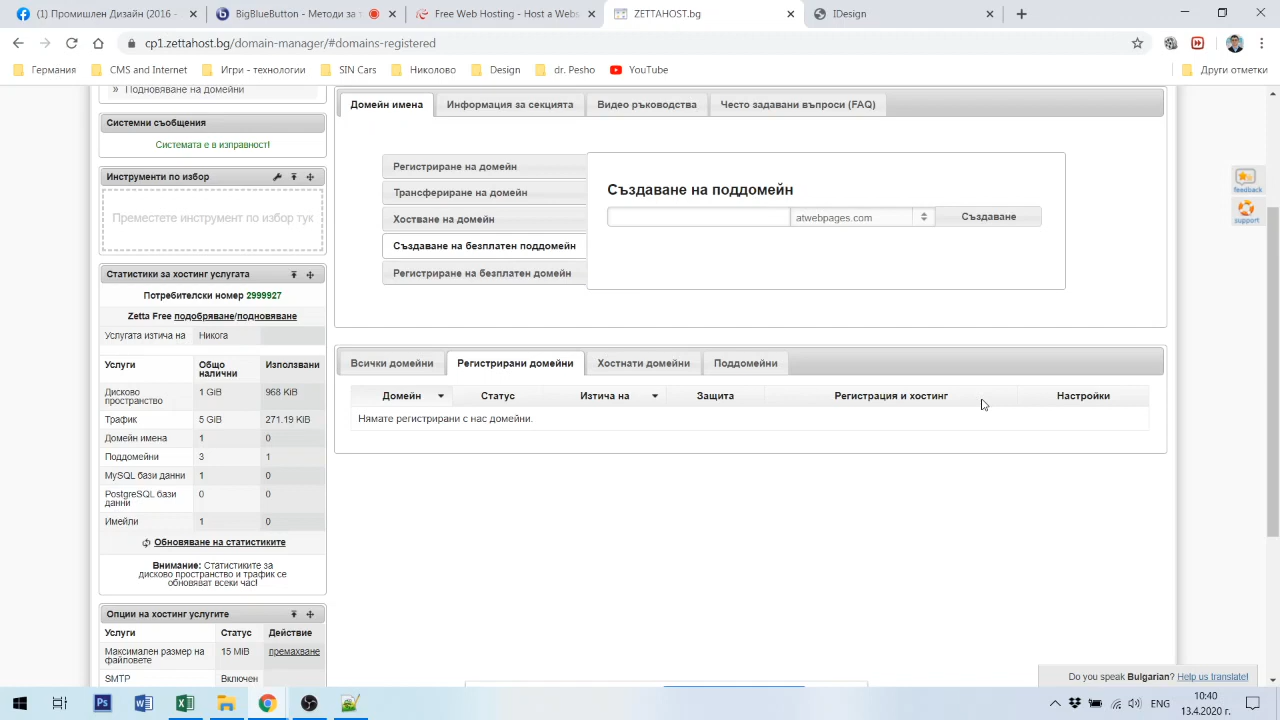 (1) Промишлен Дизайн (2016 -
BigBlueButton - Методи за т
Free Web Hosting - Host a Webs
ZETTAHOST.bg
IDesign
cp1.zettahost.bg/domain-manager/#domains-registered
Германия
CMS and Internet
Игри - технологии
SIN Cars
Николово
Design
dr. Pesho
YouTube
Други отметки
» Подновяване на домейни
Системни съобщения
Системата е в изправност!
Инструменти по избор
Преместете инструмент по избор тук
Статистики за хостинг услугата
Потребителски номер 2999927
Zetta Free подобряване/подновяване
Услугата изтича на Никога
Услуги Общо налични Използвани
Дисково пространство 1 GiB 968 KiB
Трафик 5 GiB 271.19 KiB
Домейн имена 1 0
Поддомейни 3 1
MySQL бази данни 1 0
PostgreSQL бази данни 0 0
Имейли 1 0
Обновяване на статистиките
Внимание: Статистиките за
дисково пространство и трафик се
обновяват всеки час!
Опции на хостинг услугите
Услуги Статус Действие
Максимален размер на файловете 15 MiB премахване
SMTP Включен
Домейн имена
Информация за секцията
Видео ръководства
Често задавани въпроси (FAQ)
Регистриране на домейн
Трансфериране на домейн
Хостване на домейн
Създаване на безплатен поддомейн
Регистриране на безплатен домейн
Създаване на поддомейн
atwebpages.com
Създаване
Всички домейни
Регистрирани домейни
Хостнати домейни
Поддомейни
Домейн Статус Изтича на Защита Регистрация и хостинг Настройки
Нямате регистрирани с нас домейни.
feedback
support
Do you speak Bulgarian? Help us translate!
ENG
10:40
13.4.2020 г.